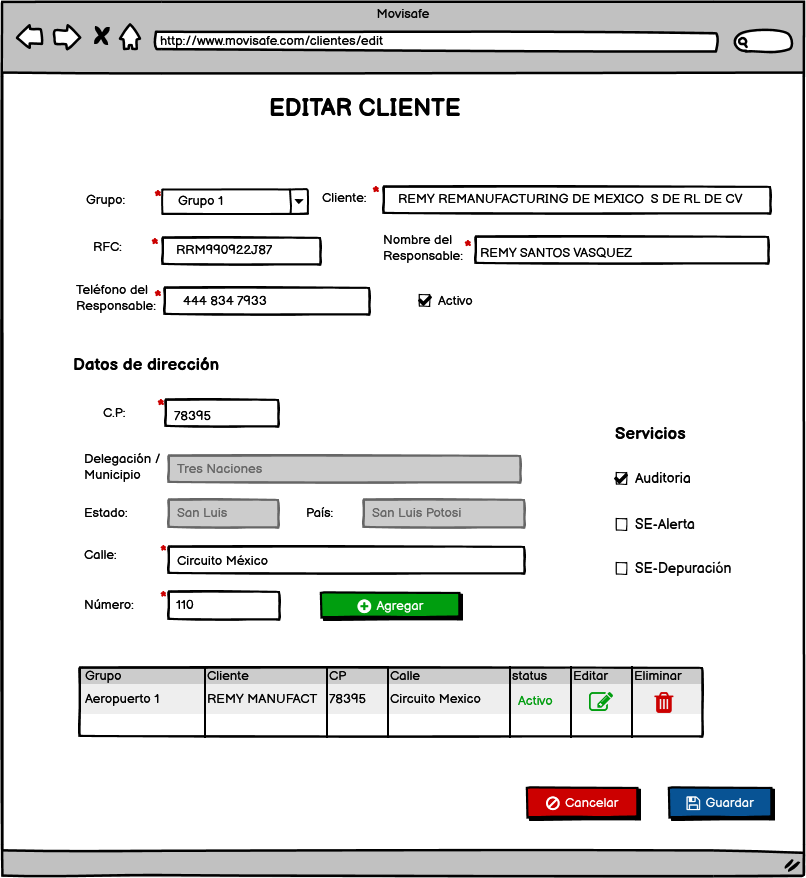 Movisafe
http://www.movisafe.com/clientes/edit
EDITAR CLIENTE
Grupo: * Grupo 1 Cliente: * REMY REMANUFACTURING DE MEXICO S DE RL DE CV
RFC: * RRM990922J87 Nombre del
Responsable: * REMY SANTOS VASQUEZ
Teléfono del
Responsable: * 444 834 7933 Activo
Datos de dirección
C.P: * 78395
Servicios
Delegación /
Municipio Tres Naciones
Auditoria
Estado: San Luis País: San Luis Potosi
SE-Alerta
Calle: * Circuito México
SE-Depuración
Número: * 110 Agregar
Grupo Cliente CP Calle status Editar Eliminar
Aeropuerto 1 REMY MANUFACT 78395 Circuito Mexico Activo
Cancelar Guardar